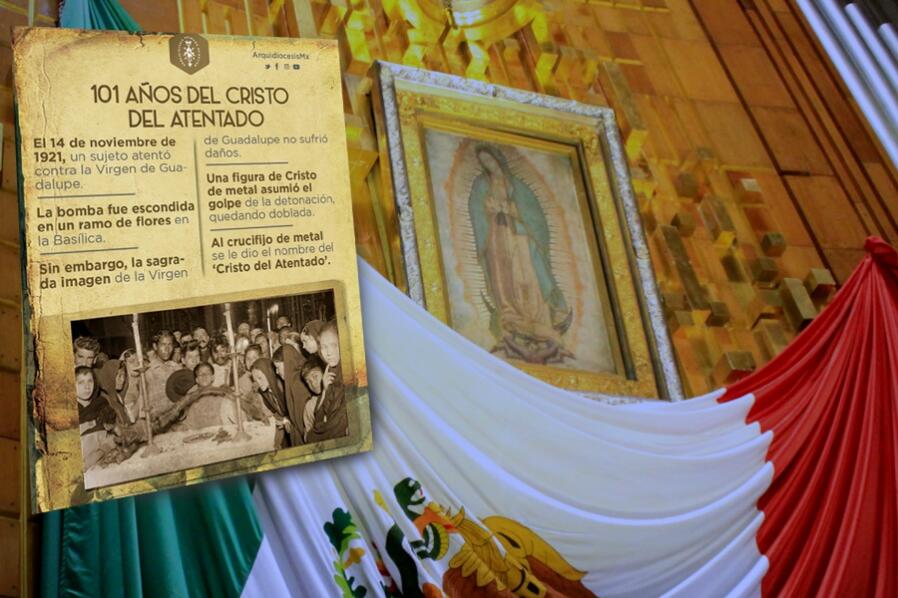 ArquidiocesisMx
101 AÑOS DEL CRISTO
DEL ATENTADO
El 14 de noviembre de
1921, un sujeto atentó
contra la Virgen de Gua-
dalupe.
La bomba fue escondida
en un ramo de flores en
la Basílica.
Sin embargo, la sagra-
da imagen de la Virgen
de Guadalupe no sufrió
daños.
Una figura de Cristo
de metal asumió el
golpe de la detonación,
quedando doblada.
Al crucifijo de metal
se le dio el nombre del
‘Cristo del Atentado’.